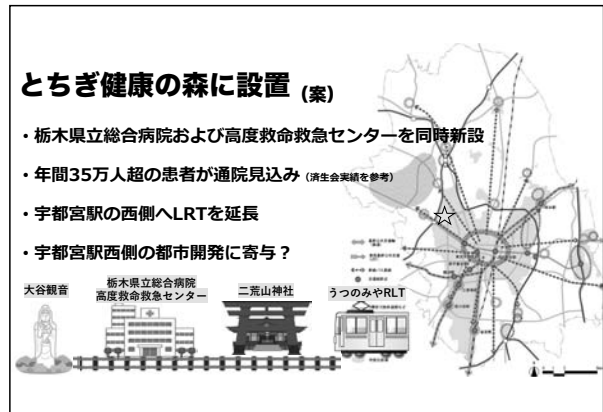 とちぎ健康の森に設置 (案)
・栃木県立総合病院および高度救命救急センターを同時新設
・年間35万人超の患者が通院見込み (済生会実績を参考)
・宇都宮駅の西側へLRTを延長
・宇都宮駅西側の都市開発に寄与？
大谷観音
栃木県立総合病院
高度救命救急センター
二荒山神社
うつのみやRLT